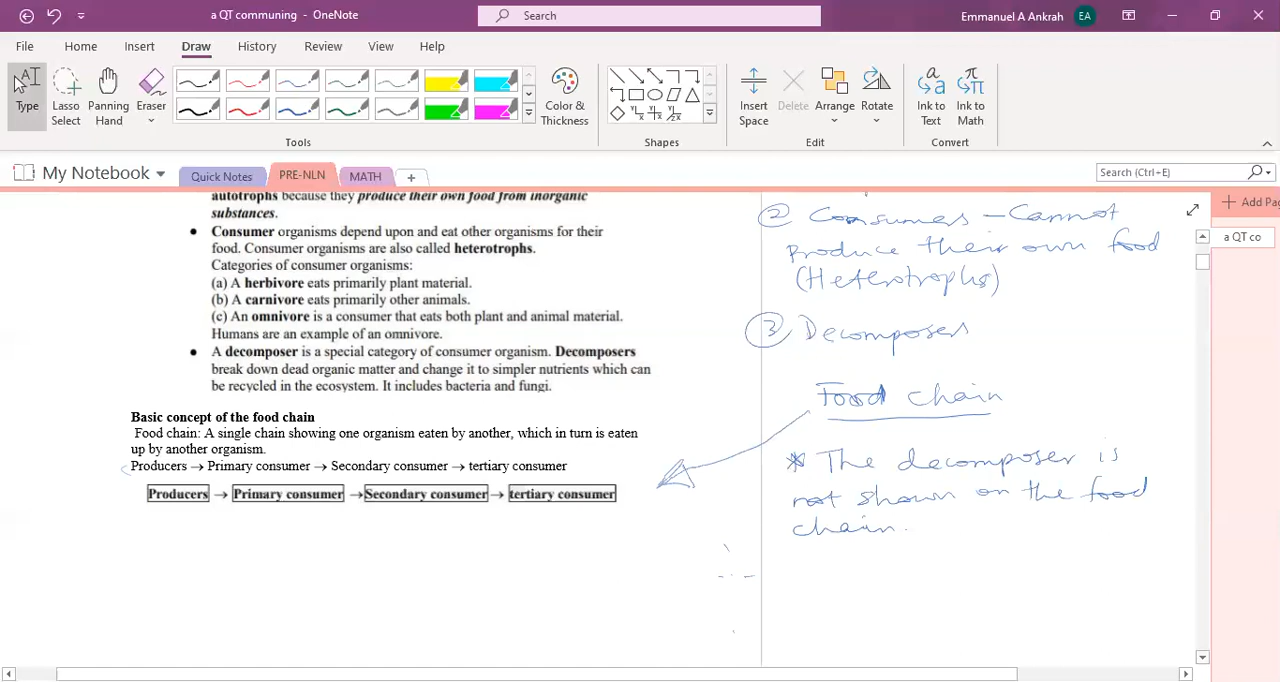 a QT communing - OneNote
Search
Emmanuel A Ankrah
EA
File Home Insert Draw History Review View Help
Type
Lasso Select
Panning Hand
Eraser
Color & Thickness
Insert Space
Delete
Arrange
Rotate
Ink to Text
Ink to Math
Tools
Shapes
Edit
Convert
My Notebook
Quick Notes
PRE-NLN
MATH
+
Search (Ctrl+E)
Add Pag
a QT co
autotrophs because they produce their own food from inorganic
substances.
• Consumer organisms depend upon and eat other organisms for their
food. Consumer organisms are also called heterotrophs.
Categories of consumer organisms:
(a) A herbivore eats primarily plant material.
(b) A carnivore eats primarily other animals.
(c) An omnivore is a consumer that eats both plant and animal material.
Humans are an example of an omnivore.
• A decomposer is a special category of consumer organism. Decomposers
break down dead organic matter and change it to simpler nutrients which can
be recycled in the ecosystem. It includes bacteria and fungi.
Basic concept of the food chain
Food chain: A single chain showing one organism eaten by another, which in turn is eaten
up by another organism.
Producers → Primary consumer → Secondary consumer → tertiary consumer
Producers → Primary consumer → Secondary consumer → tertiary consumer
② Consumes - Cannot
produce their own food
(Heterotrophs)
③ Decomposers
Food chain
* The decomposer is
not shown on the food
chain.